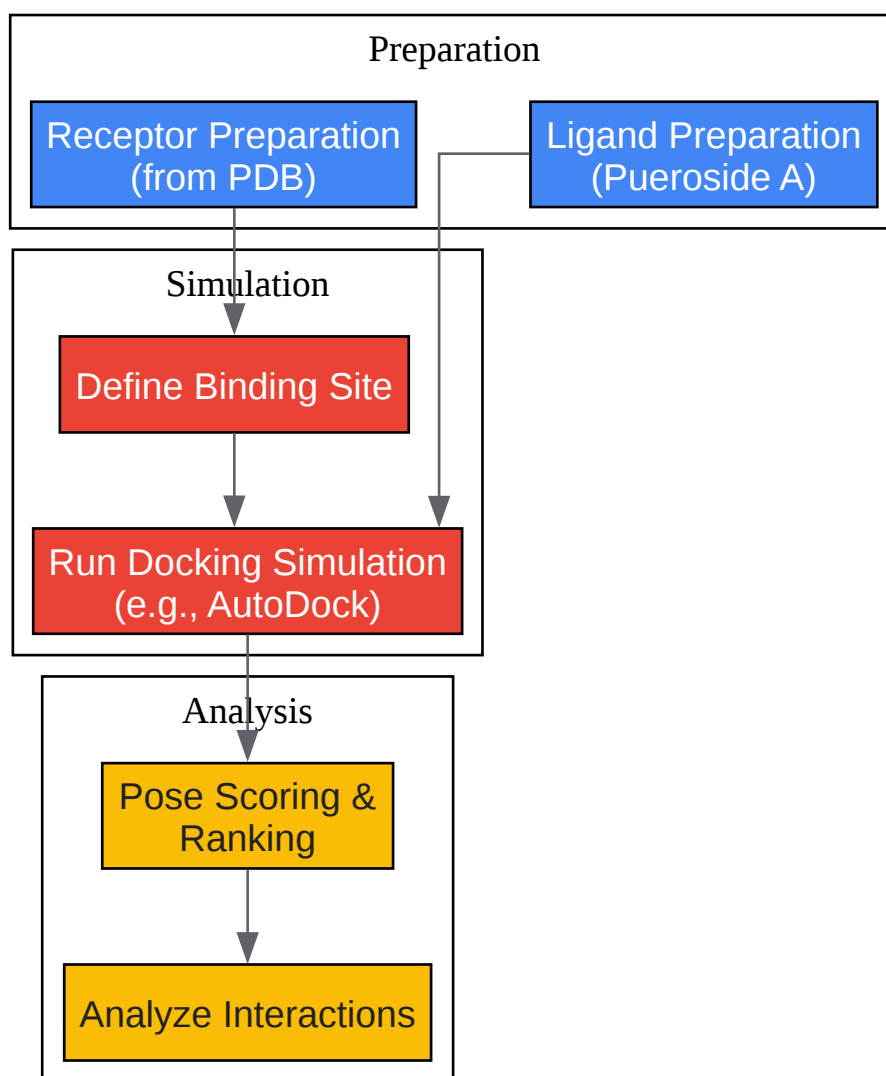 Preparation
Receptor Preparation
(from PDB)
Ligand Preparation
(Pueroside A)
Simulation
Define Binding Site
Run Docking Simulation
(e.g., AutoDock)
Analysis
Pose Scoring &
Ranking
Analyze Interactions